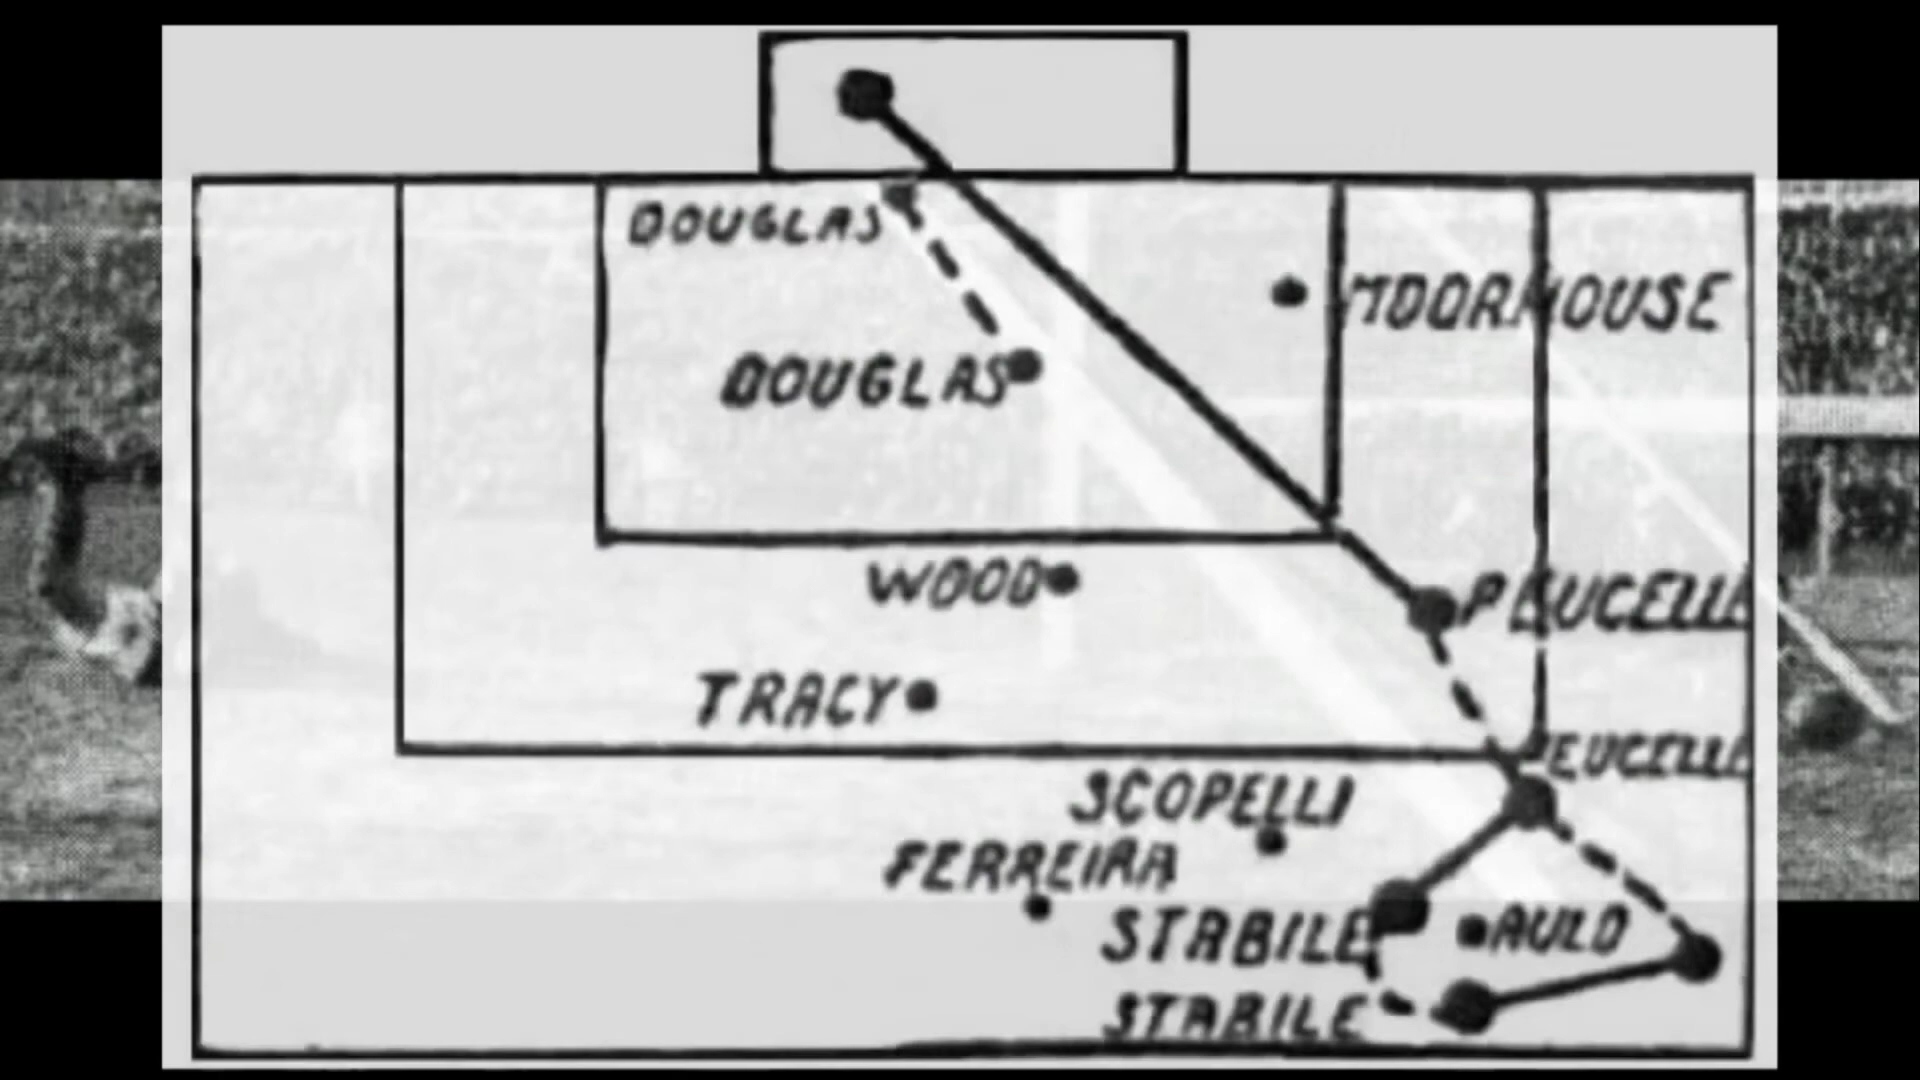 DOUGLAS
MOORHOUSE
DOUGLAS
WOOD
PEUCELLE
TRACY
PEUCELLE
SCOPELLI
FERREIRA
STABILE
AULD
STABILE